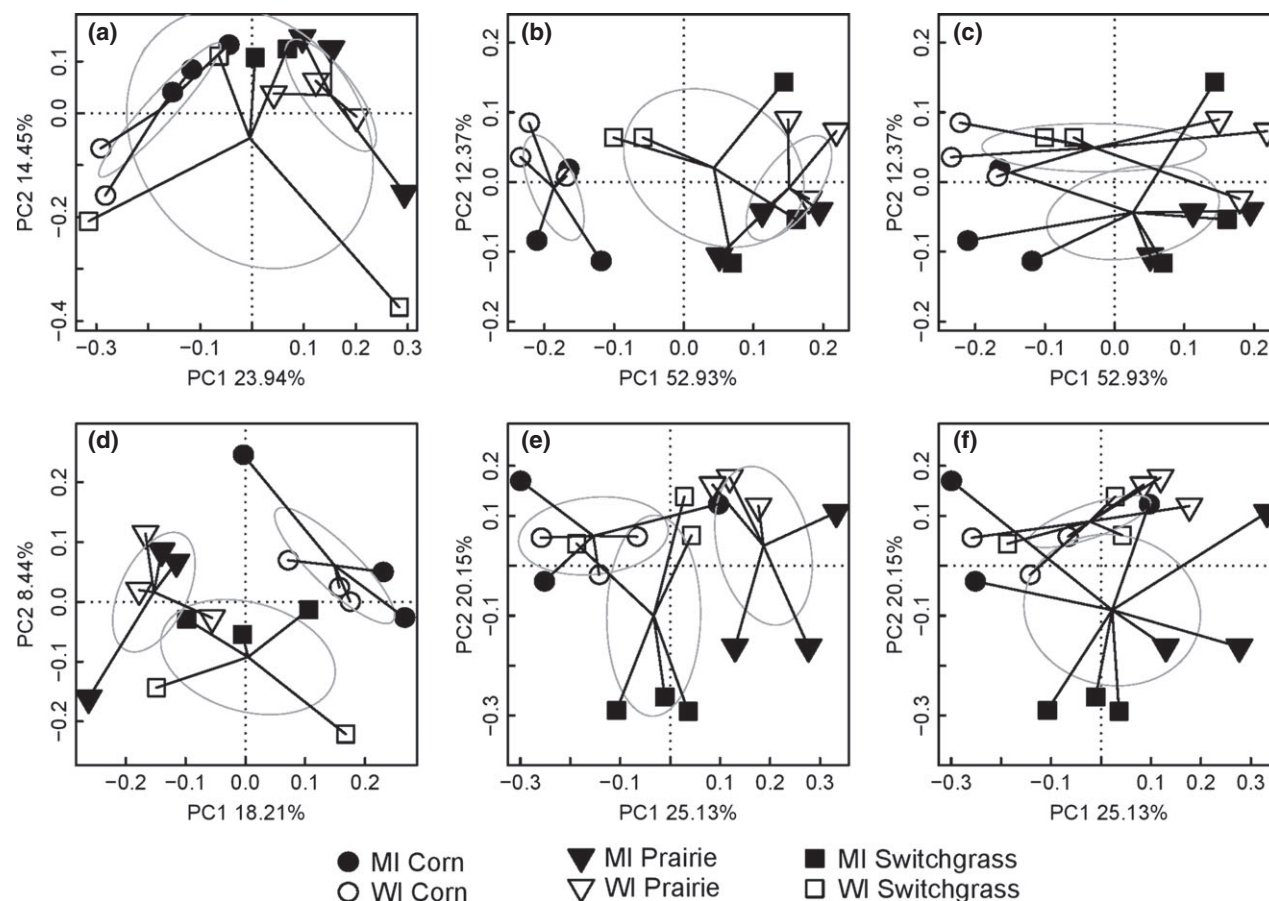 (a)
0.1
0.0
−0.2
−0.4
PC2 14.45%
−0.3
−0.1
0.1
0.2
0.3
PC1 23.94%
(b)
0.2
0.1
0.0
−0.1
−0.2
PC2 12.37%
−0.2
−0.1
0.0
0.1
0.2
PC1 52.93%
(c)
0.2
0.1
0.0
−0.1
−0.2
PC2 12.37%
−0.2
−0.1
0.0
0.1
0.2
PC1 52.93%
(d)
0.2
0.1
0.0
−0.1
−0.2
PC2 8.44%
−0.2
−0.1
0.0
0.1
0.2
PC1 18.21%
(e)
0.2
0.1
−0.1
−0.3
PC2 20.15%
−0.3
−0.1
0.1
0.2
0.3
PC1 25.13%
(f)
0.2
0.1
−0.1
−0.3
PC2 20.15%
−0.3
−0.1
0.1
0.2
0.3
PC1 25.13%
MI Corn
MI Prairie
MI Switchgrass
WI Corn
WI Prairie
WI Switchgrass